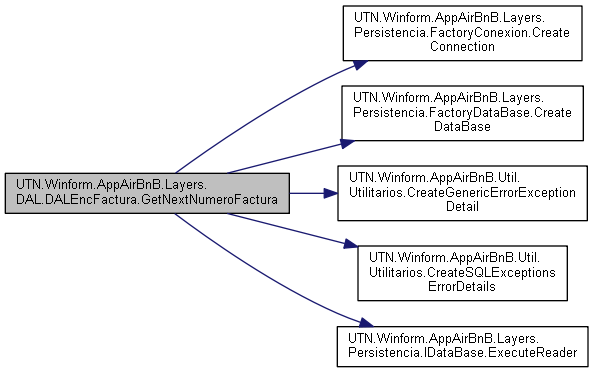 UTN.Winform.AppAirBnB.Layers.
Persistencia.FactoryConexion.Create
Connection
UTN.Winform.AppAirBnB.Layers.
Persistencia.FactoryDataBase.Create
DataBase
UTN.Winform.AppAirBnB.Layers.
DAL.DALEncFactura.GetNextNumeroFactura
UTN.Winform.AppAirBnB.Util.
Utilitarios.CreateGenericErrorException
Detail
UTN.Winform.AppAirBnB.Util.
Utilitarios.CreateSQLExceptions
ErrorDetails
UTN.Winform.AppAirBnB.Layers.
Persistencia.IDataBase.ExecuteReader